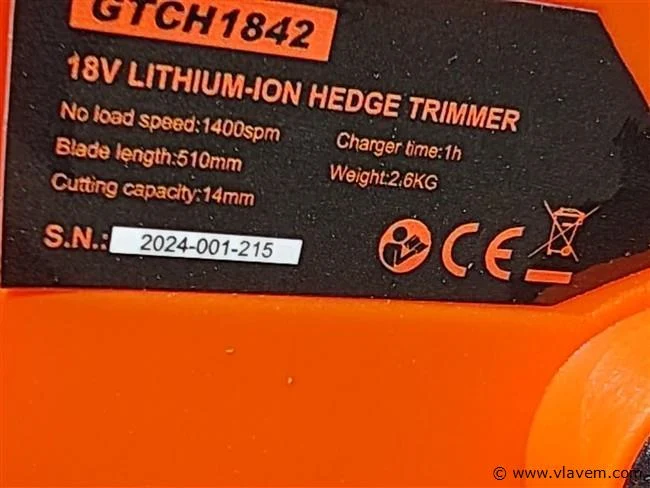 GTCH1842
18V LITHIUM-ION HEDGE TRIMMER
No load speed:1400spm
Charger time:1h
Blade length:510mm
Weight:2.6KG
Cutting capacity:14mm
S.N.: 2024-001-215
CE
© www.vlavem.com